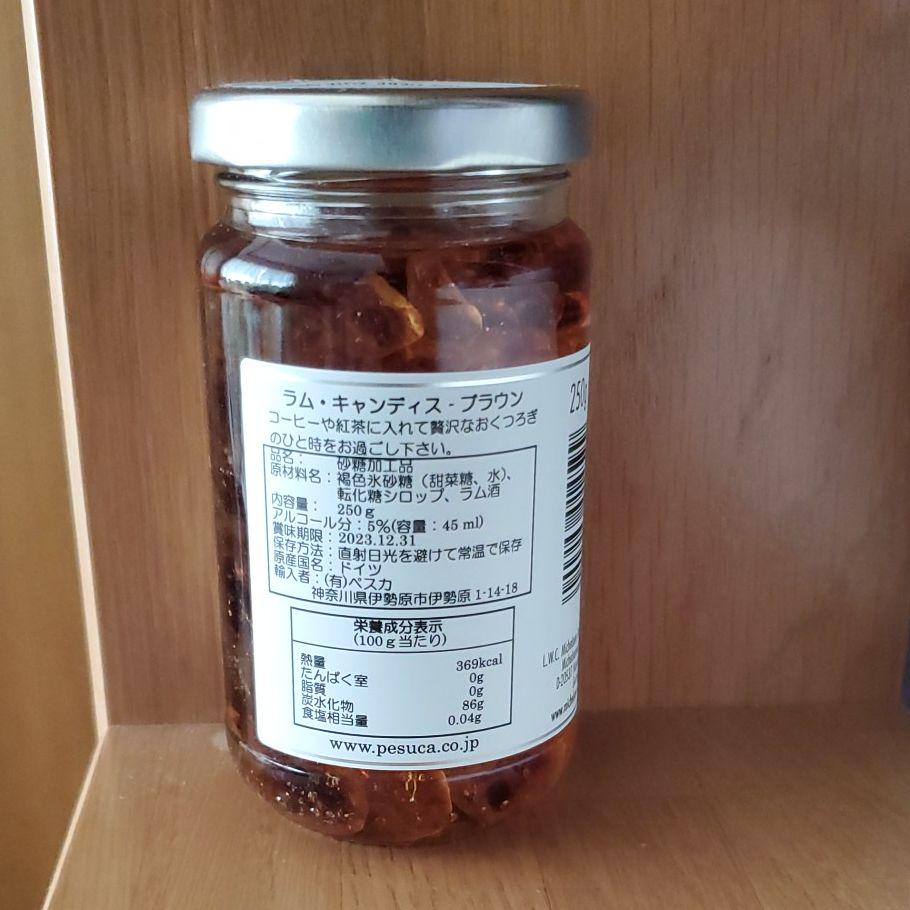 ラム・キャンディス - ブラウン
コーヒーや紅茶に入れて贅沢なおくつろぎ
のひと時をお過ごし下さい。
品名： 砂糖加工品
原材料名：褐色氷砂糖（甜菜糖、水）、
転化糖シロップ、ラム酒
内容量： 250ｇ
アルコール分：5％(容量：45 ml)
賞味期限：2023.12.31
保存方法：直射日光を避けて常温で保存
原産国名：ドイツ
輸入者：(有)ペスカ
神奈川県伊勢原市伊勢原 1-14-18
栄養成分表示
(100ｇ当たり)
熱量 369kcal
たんぱく室 0g
脂質 0g
炭水化物 86g
食塩相当量 0.04g
www.pesuca.co.jp
250g
L.W.C.